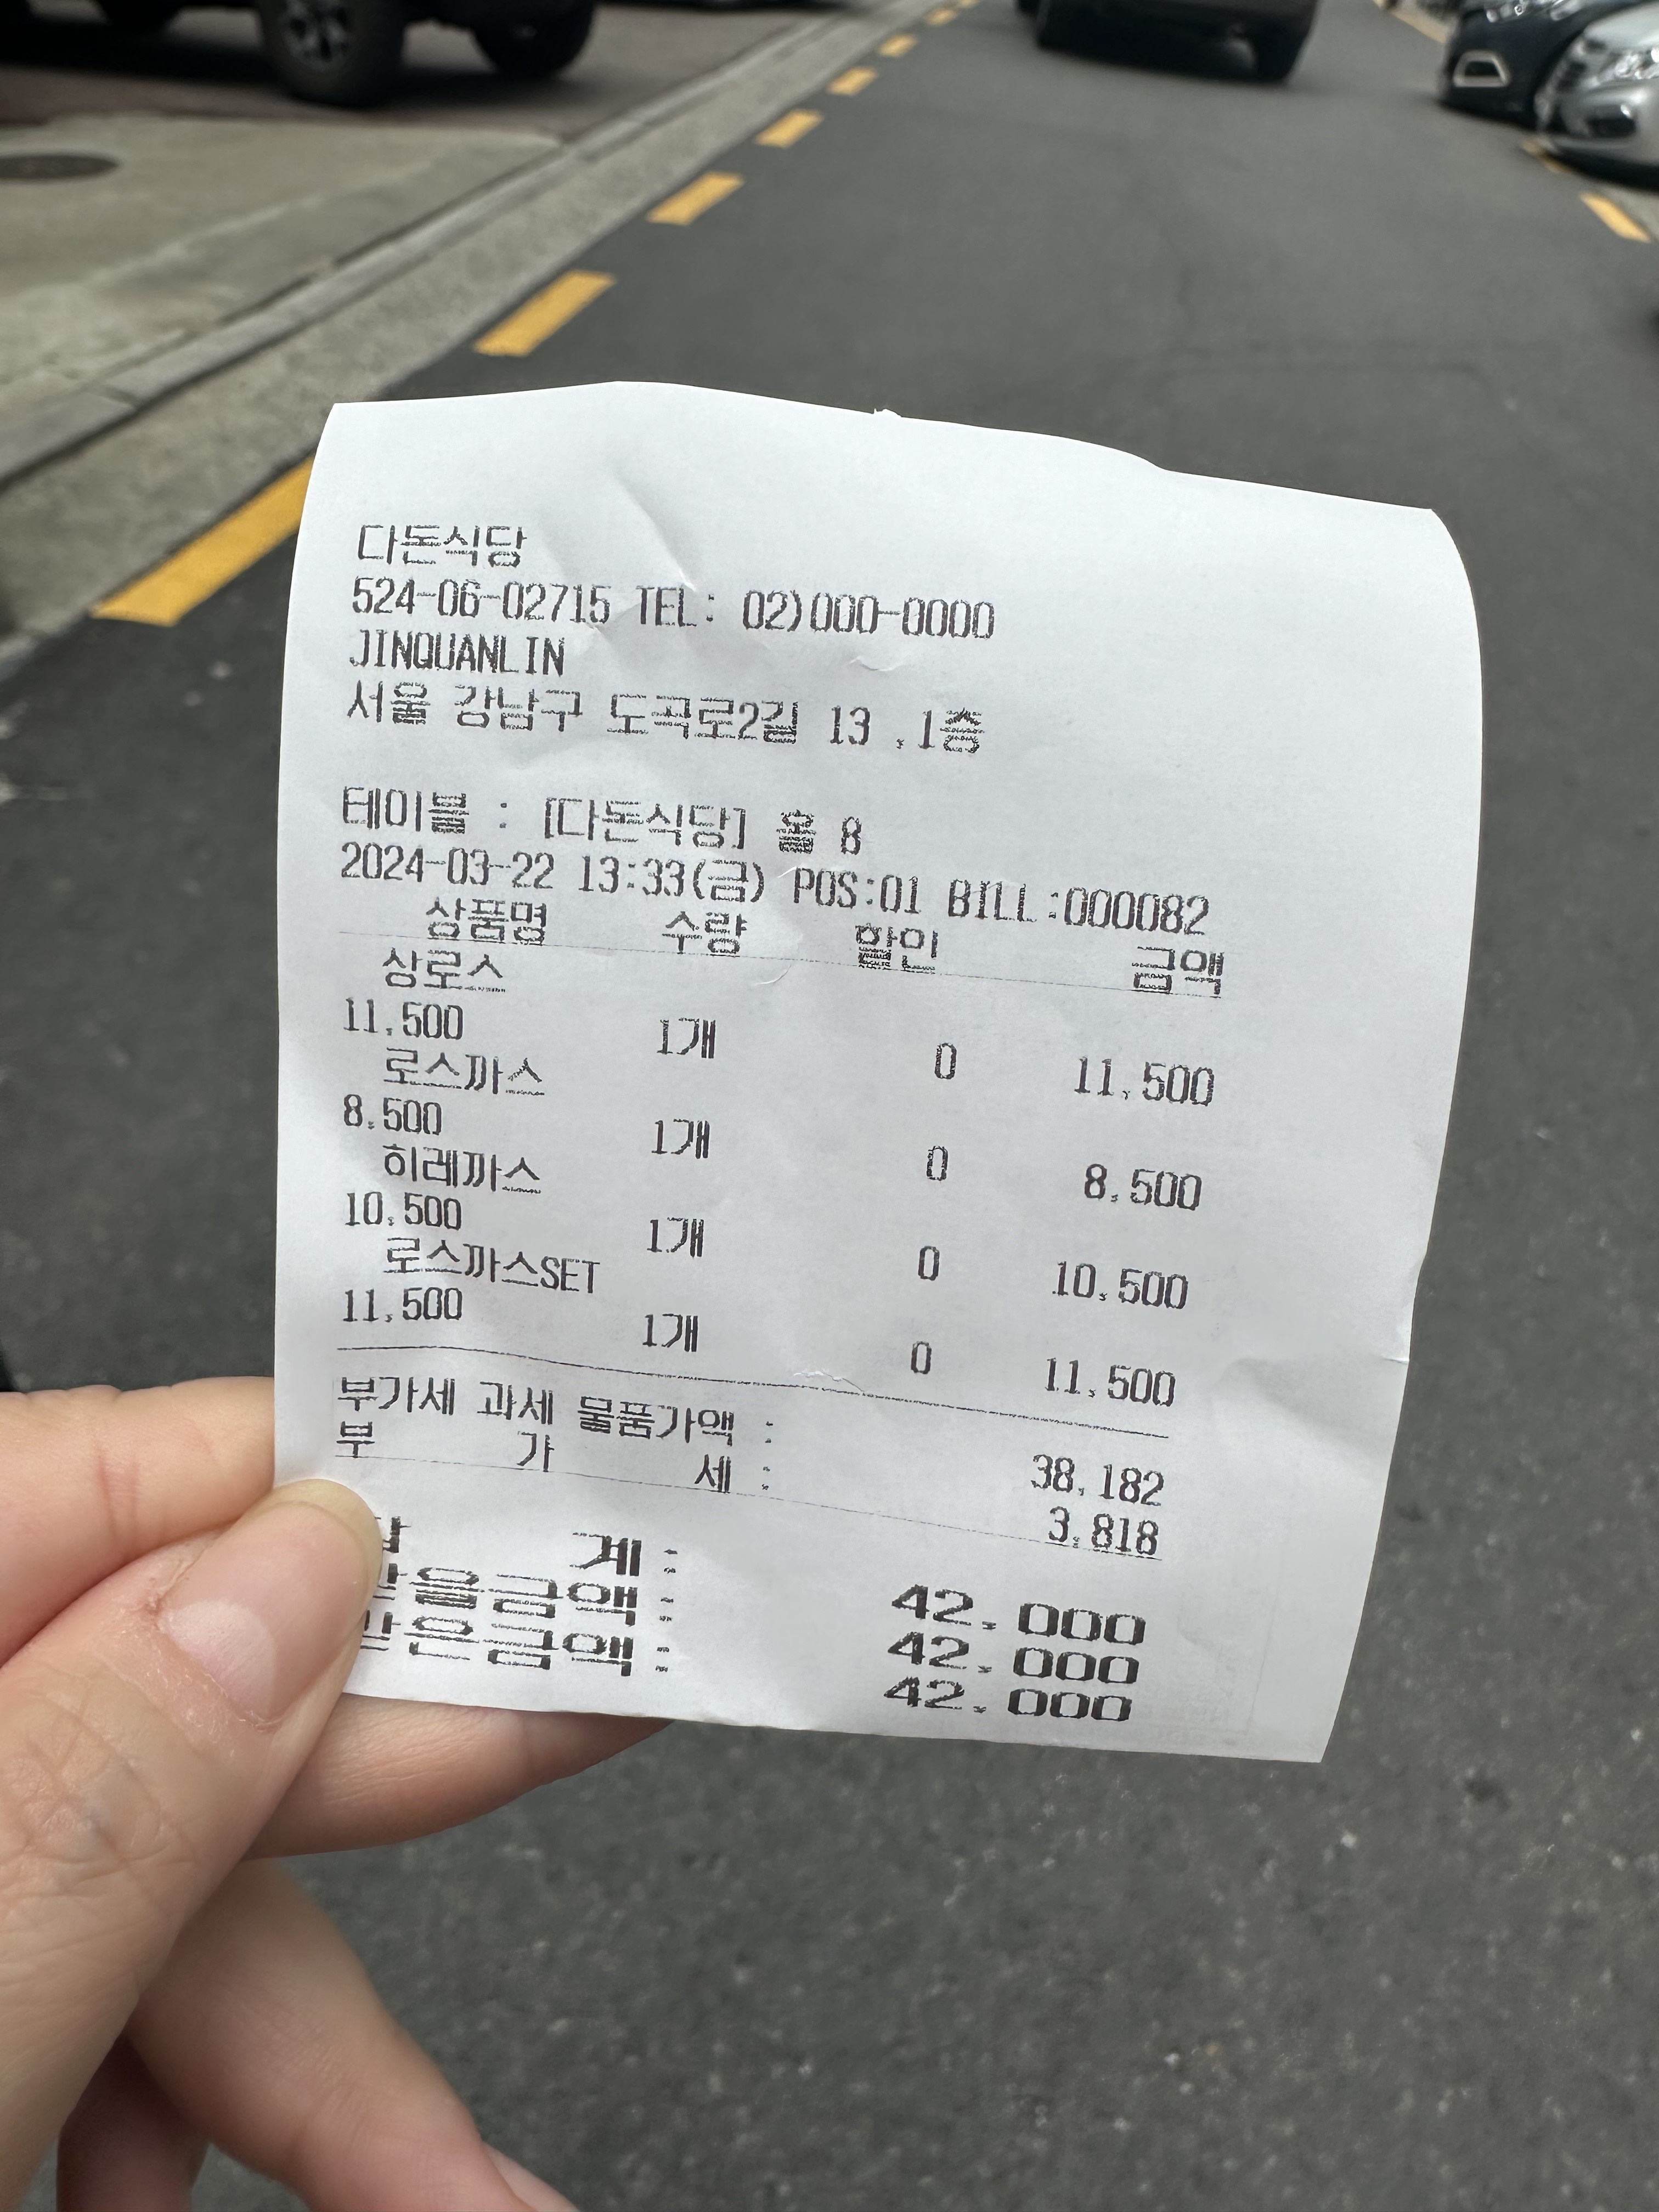 다돈식당
524-06-02715 TEL: 02)000-0000
JINQUANLIN
서울 강남구 도곡로2길 13 ,1층
테이블 : [다돈식당] 홀 8
2024-03-22 13:33(금) POS:01 BILL:000082
상품명 수량 할인 금액
상로스
11,500 1개 0 11,500
로스까스
8,500 1개 0 8,500
히레까스
10,500 1개 0 10,500
로스까스SET
11,500 1개 0 11,500
부가세 과세 물품가액 : 38,182
부 가 세 : 3,818
합 계 : 42,000
받을금액 : 42,000
받은금액 : 42,000